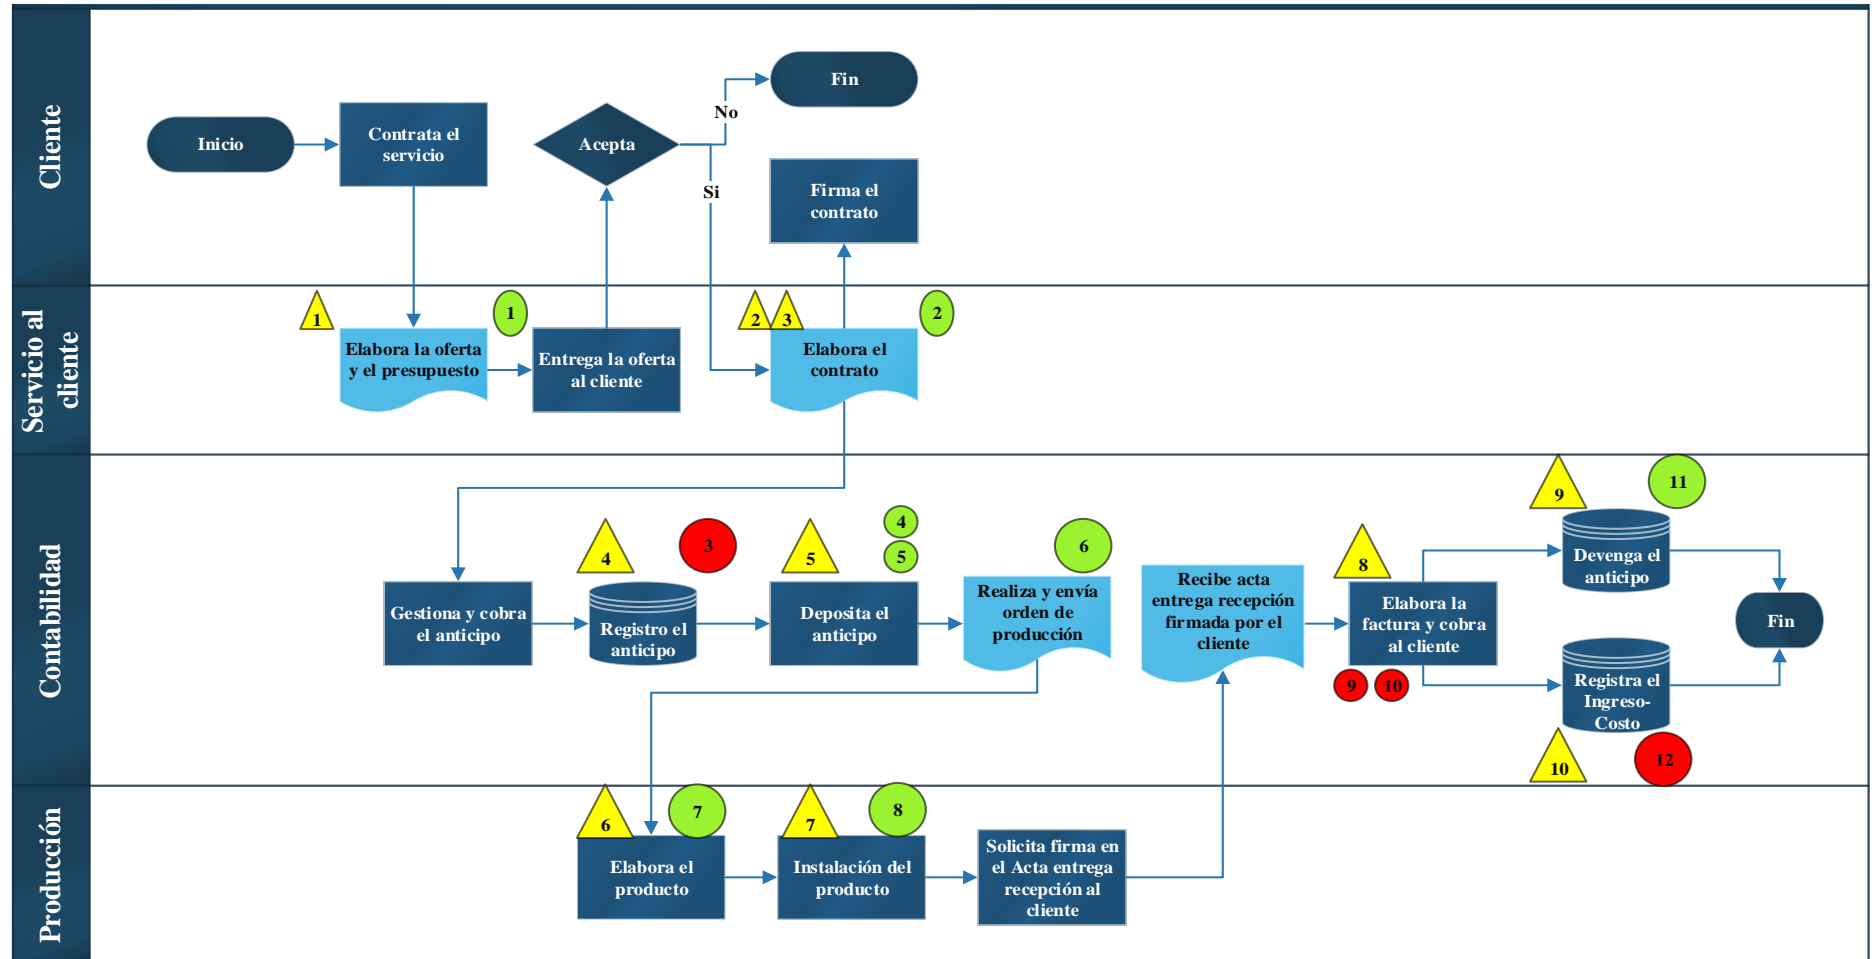 Cliente
Inicio
Contrata el
servicio
Acepta
No
Si
Fin
Firma el
contrato
Servicio al
cliente
1
Elabora la oferta
y el presupuesto
1
Entrega la oferta
al cliente
2
3
Elabora el
contrato
2
Contabilidad
Gestiona y cobra
el anticipo
4
3
Registro el
anticipo
5
4
5
Deposita el
anticipo
6
Realiza y envía
orden de
producción
Recibe acta
entrega recepción
firmada por el
cliente
8
Elabora la
factura y cobra
al cliente
9
10
9
11
Devenga el
anticipo
Registra el
Ingreso-
Costo
10
12
Fin
Producción
6
7
Elabora el
producto
7
8
Instalación del
producto
Solicita firma en
el Acta entrega
recepción al
cliente